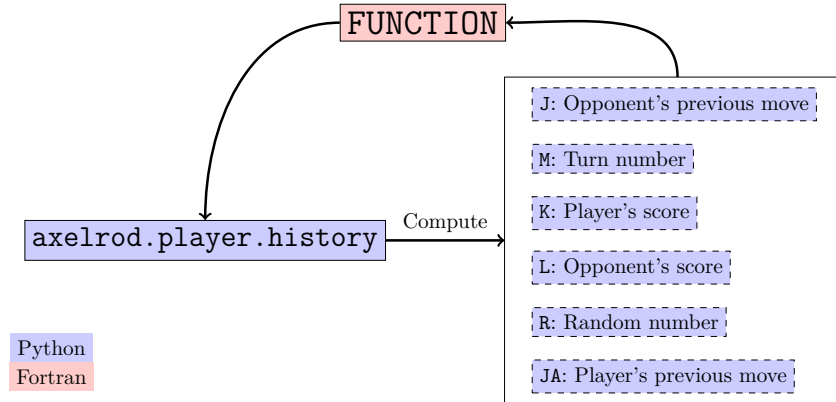 FUNCTION
J: Opponent's previous move
M: Turn number
K: Player's score
axelrod.player.history
Compute
L: Opponent's score
R: Random number
JA: Player's previous move
Python
Fortran